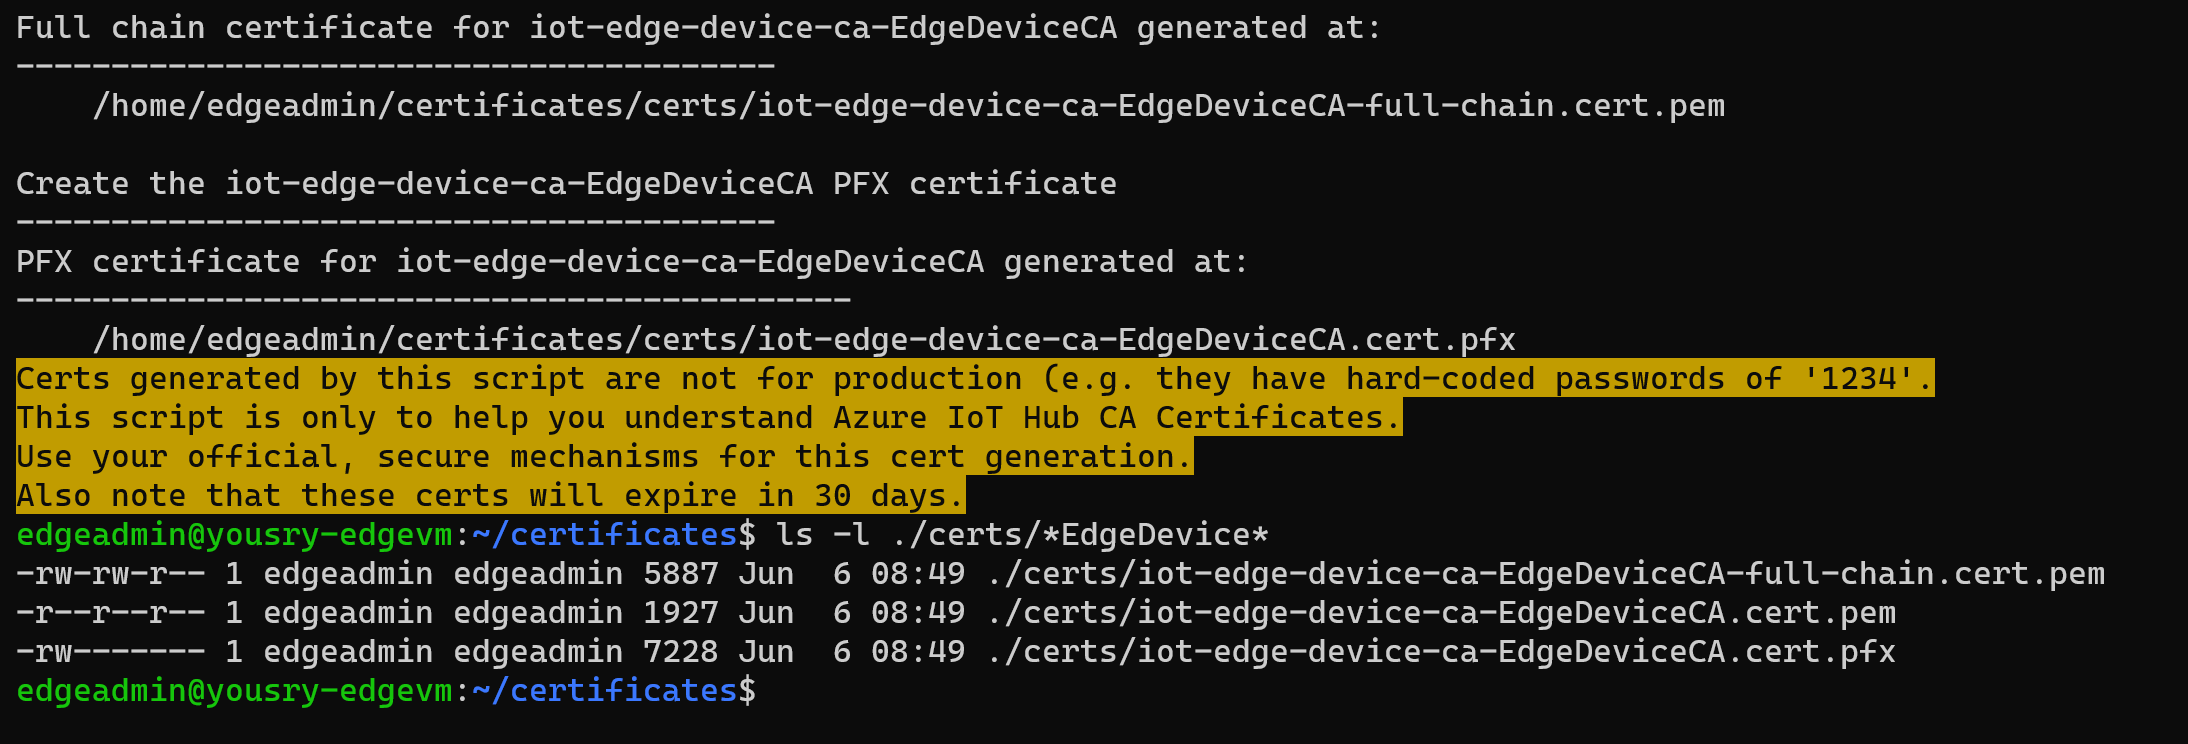 Full chain certificate for iot-edge-device-ca-EdgeDeviceCA generated at:
----------------------------------------
    /home/edgeadmin/certificates/certs/iot-edge-device-ca-EdgeDeviceCA-full-chain.cert.pem
Create the iot-edge-device-ca-EdgeDeviceCA PFX certificate
----------------------------------------
PFX certificate for iot-edge-device-ca-EdgeDeviceCA generated at:
--------------------------------------------
    /home/edgeadmin/certificates/certs/iot-edge-device-ca-EdgeDeviceCA.cert.pfx
Certs generated by this script are not for production (e.g. they have hard-coded passwords of '1234'.
This script is only to help you understand Azure IoT Hub CA Certificates.
Use your official, secure mechanisms for this cert generation.
Also note that these certs will expire in 30 days.
edgeadmin@yousry-edgevm:~/certificates$ ls -l ./certs/*EdgeDevice*
-rw-rw-r-- 1 edgeadmin edgeadmin 5887 Jun  6 08:49 ./certs/iot-edge-device-ca-EdgeDeviceCA-full-chain.cert.pem
-r--r--r-- 1 edgeadmin edgeadmin 1927 Jun  6 08:49 ./certs/iot-edge-device-ca-EdgeDeviceCA.cert.pem
-rw------- 1 edgeadmin edgeadmin 7228 Jun  6 08:49 ./certs/iot-edge-device-ca-EdgeDeviceCA.cert.pfx
edgeadmin@yousry-edgevm:~/certificates$